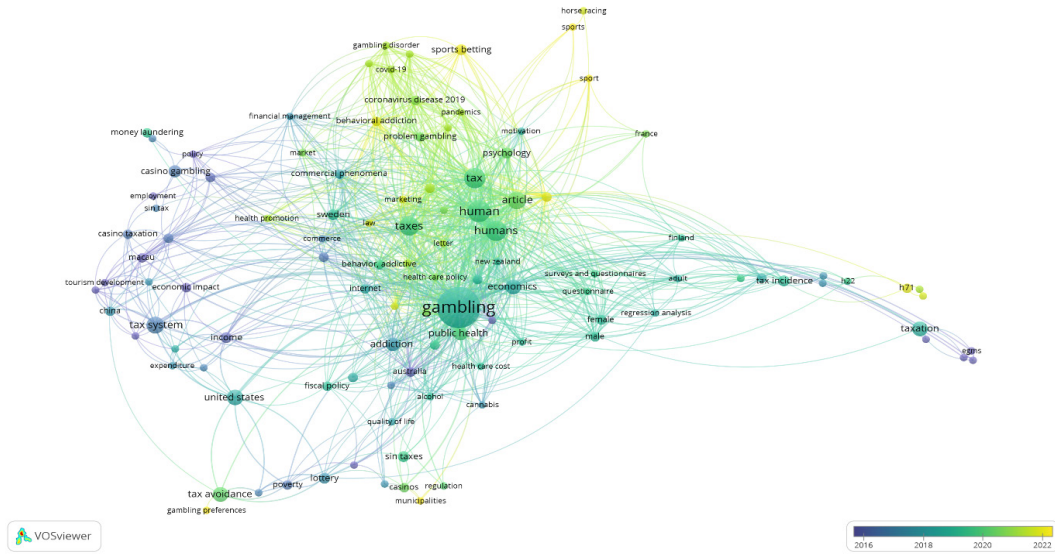 horse racing
sports
gambling disorder
sports betting
covid-19
sport
coronavirus disease 2019
financial management
pandemics
behavioral addiction
money laundering
problem gambling
motivation
france
policy
market
psychology
casino gambling
commercial phenomena
tax
employment
marketing
article
sin tax
sweden
human
health promotion
law
taxes
humans
casino taxation
commerce
letter
finland
macau
behavior, addictive
new zealand
health care policy
surveys and questionnaires
adult
tourism development
economic impact
internet
economics
tax incidence
h22
questionnaire
h71
china
gambling
regression analysis
tax system
female
taxation
income
public health
male
addiction
profit
egms
expenditure
australia
health care cost
fiscal policy
united states
alcohol
cannabis
quality of life
sin taxes
lottery
poverty
casinos
regulation
tax avoidance
municipalities
gambling preferences
VOSviewer
2016 2018 2020 2022